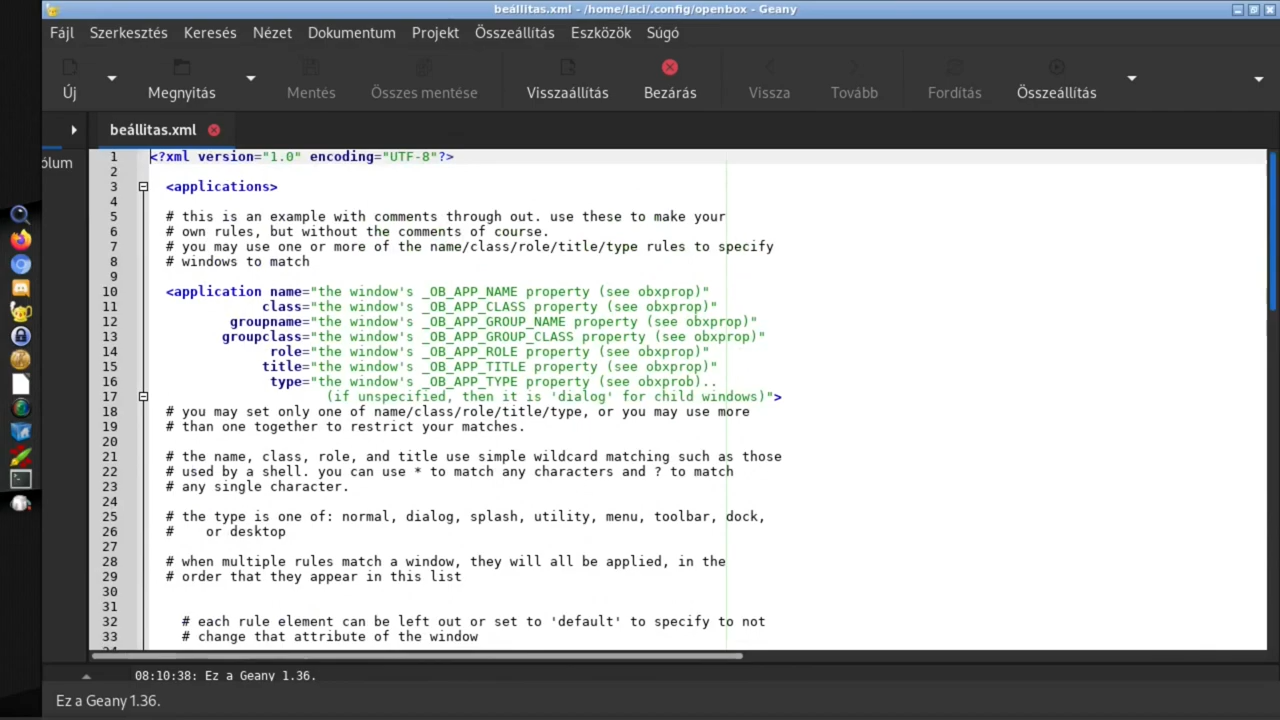 beállitas.xml - /home/laci/.config/openbox - Geany
Fájl Szerkesztés Keresés Nézet Dokumentum Projekt Összeállítás Eszközök Súgó
Új Megnyitás Mentés Összes mentése Visszaállítás Bezárás Vissza Tovább Fordítás Összeállítás
beállitas.xml
ólum
1 <?xml version="1.0" encoding="UTF-8"?>
2
3 <applications>
4
5 # this is an example with comments through out. use these to make your
6 # own rules, but without the comments of course.
7 # you may use one or more of the name/class/role/title/type rules to specify
8 # windows to match
9
10 <application name="the window's _OB_APP_NAME property (see obxprop)"
11 class="the window's _OB_APP_CLASS property (see obxprop)"
12 groupname="the window's _OB_APP_GROUP_NAME property (see obxprop)"
13 groupclass="the window's _OB_APP_GROUP_CLASS property (see obxprop)"
14 role="the window's _OB_APP_ROLE property (see obxprop)"
15 title="the window's _OB_APP_TITLE property (see obxprop)"
16 type="the window's _OB_APP_TYPE property (see obxprob)..
17 (if unspecified, then it is 'dialog' for child windows)">
18 # you may set only one of name/class/role/title/type, or you may use more
19 # than one together to restrict your matches.
20
21 # the name, class, role, and title use simple wildcard matching such as those
22 # used by a shell. you can use * to match any characters and ? to match
23 # any single character.
24
25 # the type is one of: normal, dialog, splash, utility, menu, toolbar, dock,
26 # or desktop
27
28 # when multiple rules match a window, they will all be applied, in the
29 # order that they appear in this list
30
31
32 # each rule element can be left out or set to 'default' to specify to not
33 # change that attribute of the window
08:10:38: Ez a Geany 1.36.
Ez a Geany 1.36.